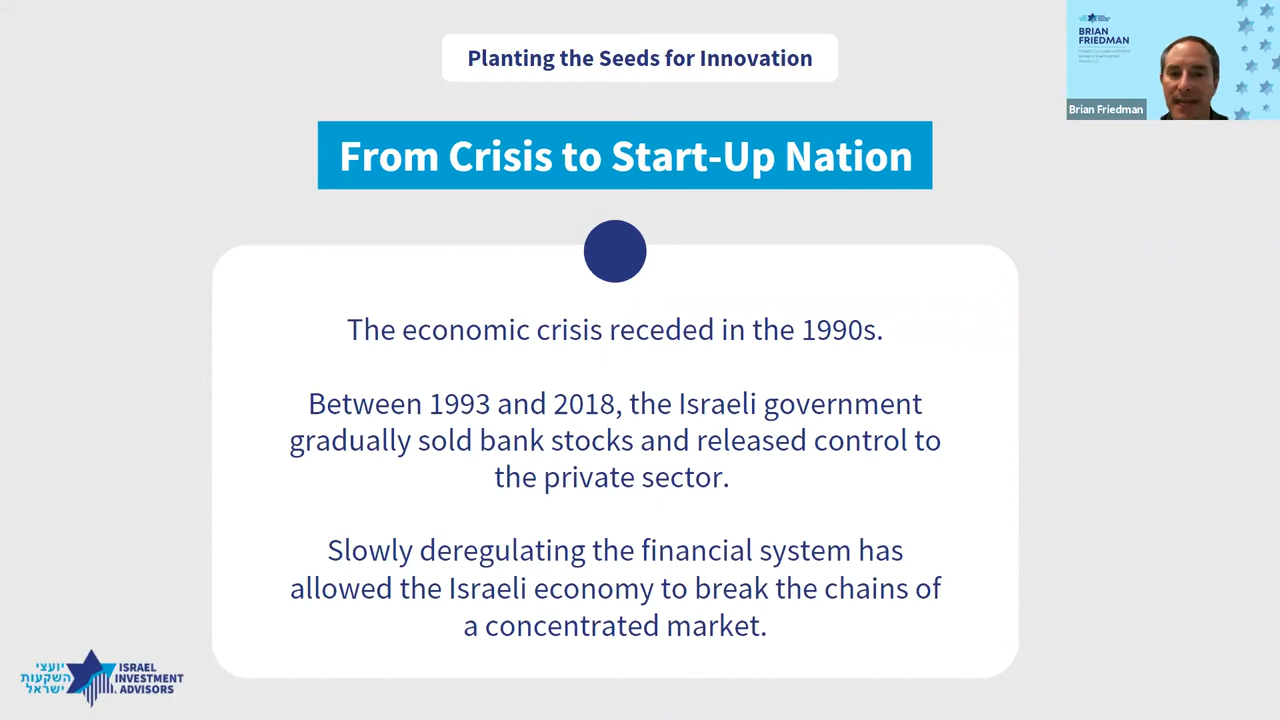 Planting the Seeds for Innovation
From Crisis to Start-Up Nation
The economic crisis receded in the 1990s.
Between 1993 and 2018, the Israeli government
gradually sold bank stocks and released control to
the private sector.
Slowly deregulating the financial system has
allowed the Israeli economy to break the chains of
a concentrated market.
יועצי
השקעות
ישראל
ISRAEL
INVESTMENT
ADVISORS
BRIAN
FRIEDMAN
Brian Friedman